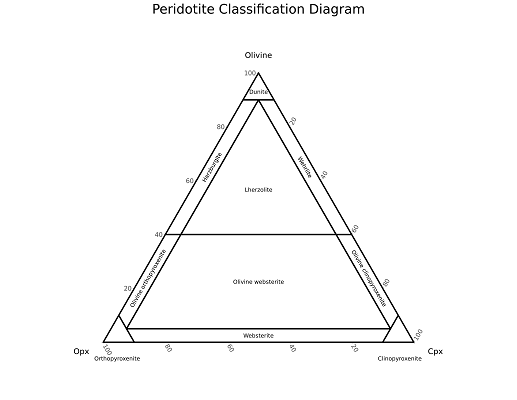 Peridotite Classification Diagram
Olivine
100
Dunite
20
80
Harzburgite
Wehrlite
40
60
Lherzolite
40
60
Olivine orthopyroxenite
Olivine clinopyroxenite
Olivine websterite
80
20
Websterite
100
Opx
100
80
60
40
20
Cpx
Orthopyroxenite
Clinopyroxenite